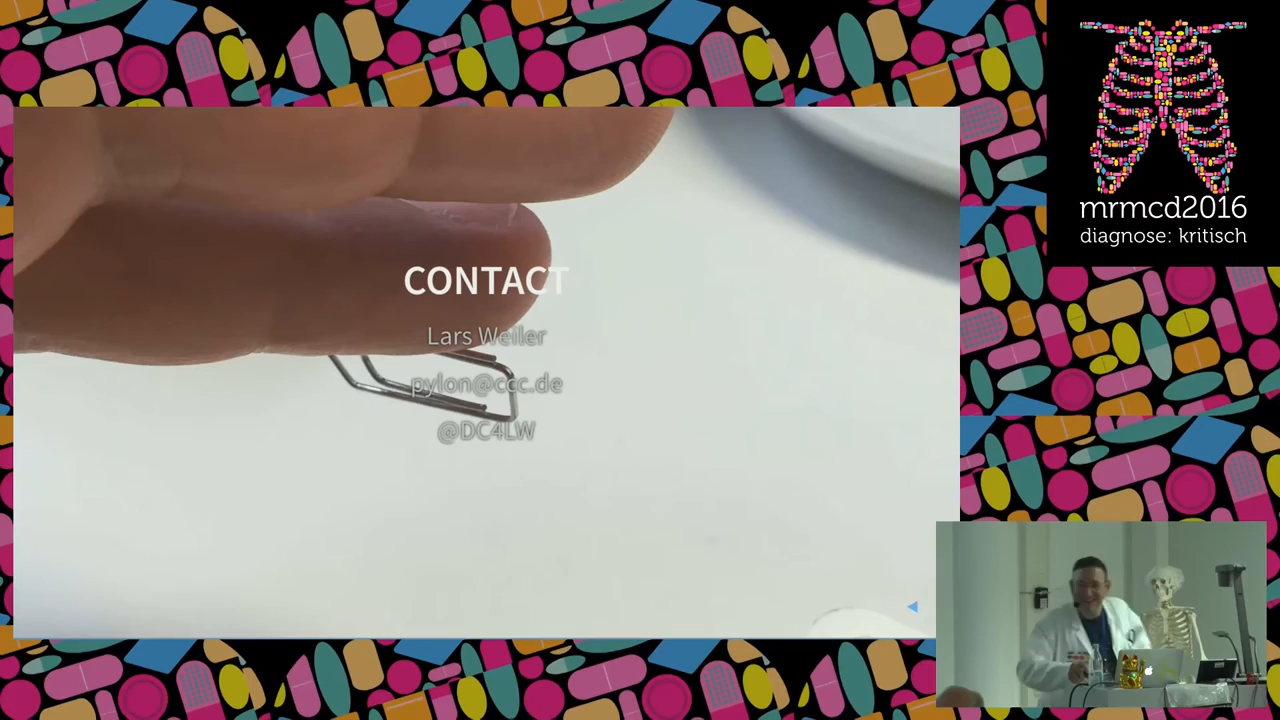 CONTACT
Lars Weiler
pylon@ccc.de
@DC4LW
mrmcd2016
diagnose: kritisch